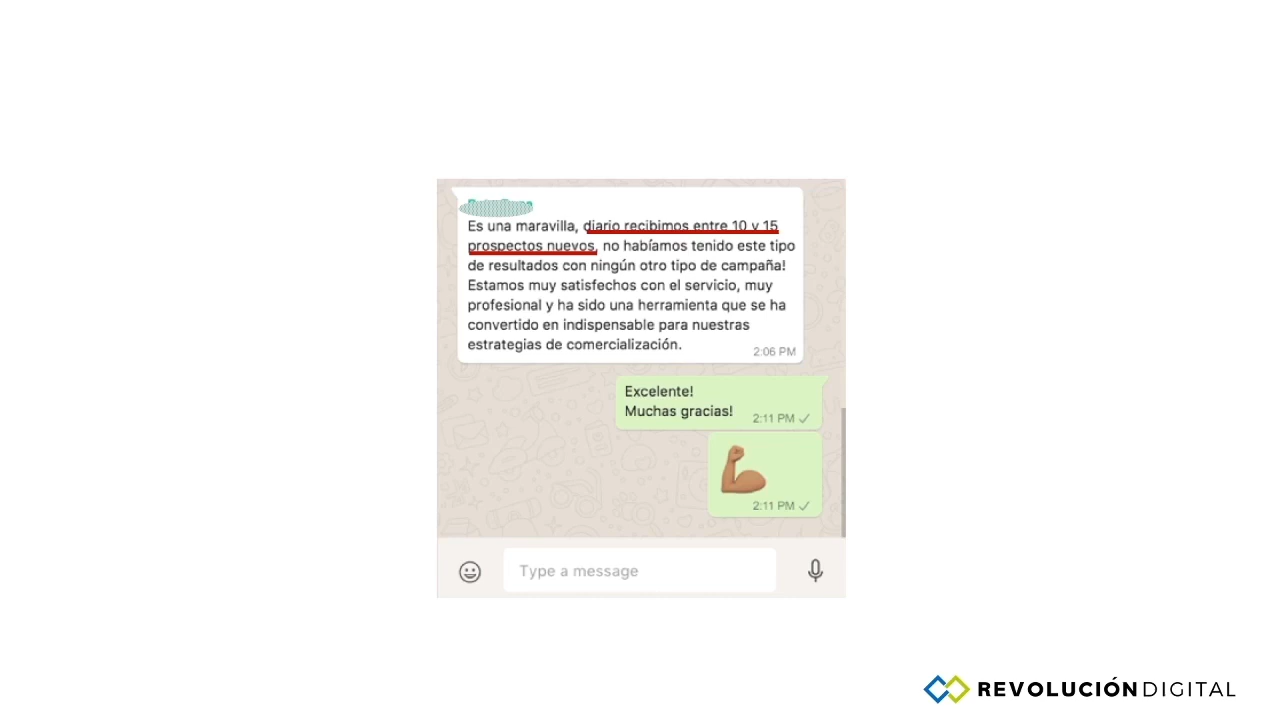 Es una maravilla, diario recibimos entre 10 y 15
prospectos nuevos, no habíamos tenido este tipo
de resultados con ningún otro tipo de campaña!
Estamos muy satisfechos con el servicio, muy
profesional y ha sido una herramienta que se ha
convertido en indispensable para nuestras
estrategias de comercialización.
2:06 PM
Excelente!
Muchas gracias!
2:11 PM
2:11 PM
Type a message
REVOLUCIÓN DIGITAL